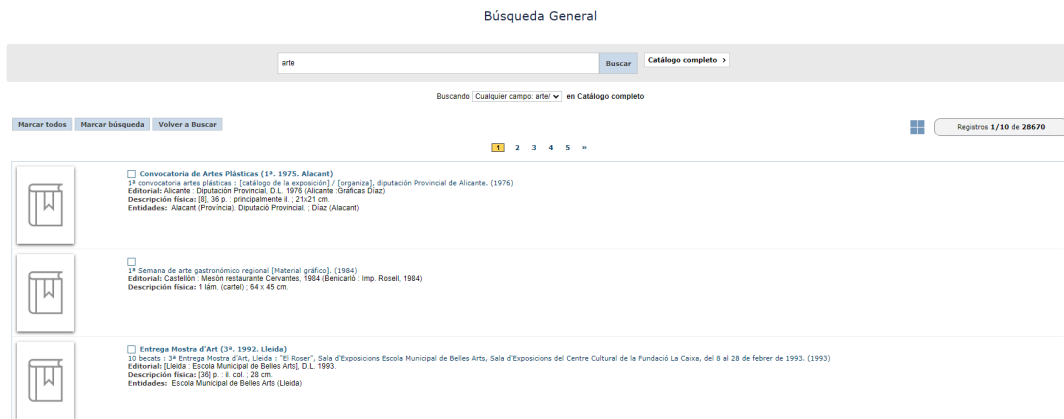 Búsqueda General
arte
Buscar
Catálogo completo >
Buscando Cualquier campo: arte/ en Catálogo completo
Marcar todos Marcar búsqueda Volver a Buscar
Registros 1/10 de 28670
1 2 3 4 5 »
Convocatoria de Artes Plàsticas (1ª. 1975. Alacant)
1ª convocatoria artes plásticas : [catálogo de la exposición] / [organiza], diputación Provincial de Alicante. (1976)
Editorial: Alicante : Diputación Provincial, D.L. 1976 (Alicante :Gráficas Díaz)
Descripción física: [8], 36 p. : principalmente il. ; 21x21 cm.
Entidades: Alacant (Província). Diputació Provincial. ; Díaz (Alacant)
1ª Semana de arte gastronómico regional [Material gráfico]. (1984)
Editorial: Castellón : Mesón restaurante Cervantes, 1984 (Benicarló : Imp. Rosell, 1984)
Descripción física: 1 lám. (cartel) ; 64 x 45 cm.
Entrega Mostra d'Art (3ª. 1992. Lleida)
10 becats : 3ª Entrega Mostra d'Art, Lleida : "El Roser", Sala d'Exposicions Escola Municipal de Belles Arts, Sala d'Exposicions del Centre Cultural de la Fundació La Caixa, del 8 al 28 de febrer de 1993. (1993)
Editorial: [Lleida : Escola Municipal de Belles Arts], D.L. 1993.
Descripción física: [36] p. : il. col. ; 28 cm.
Entidades: Escola Municipal de Belles Arts (Lleida)